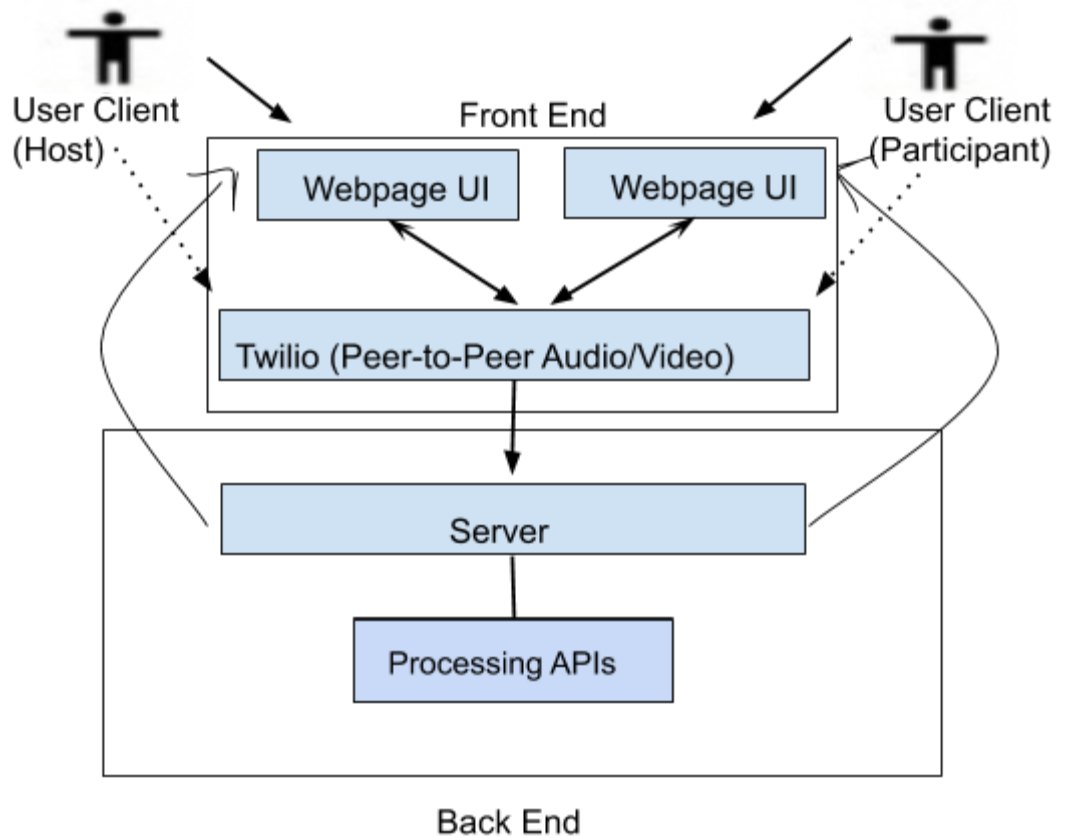 User Client
(Host)
Front End
User Client
(Participant)
Webpage UI
Webpage UI
Twilio (Peer-to-Peer Audio/Video)
Server
Processing APIs
Back End